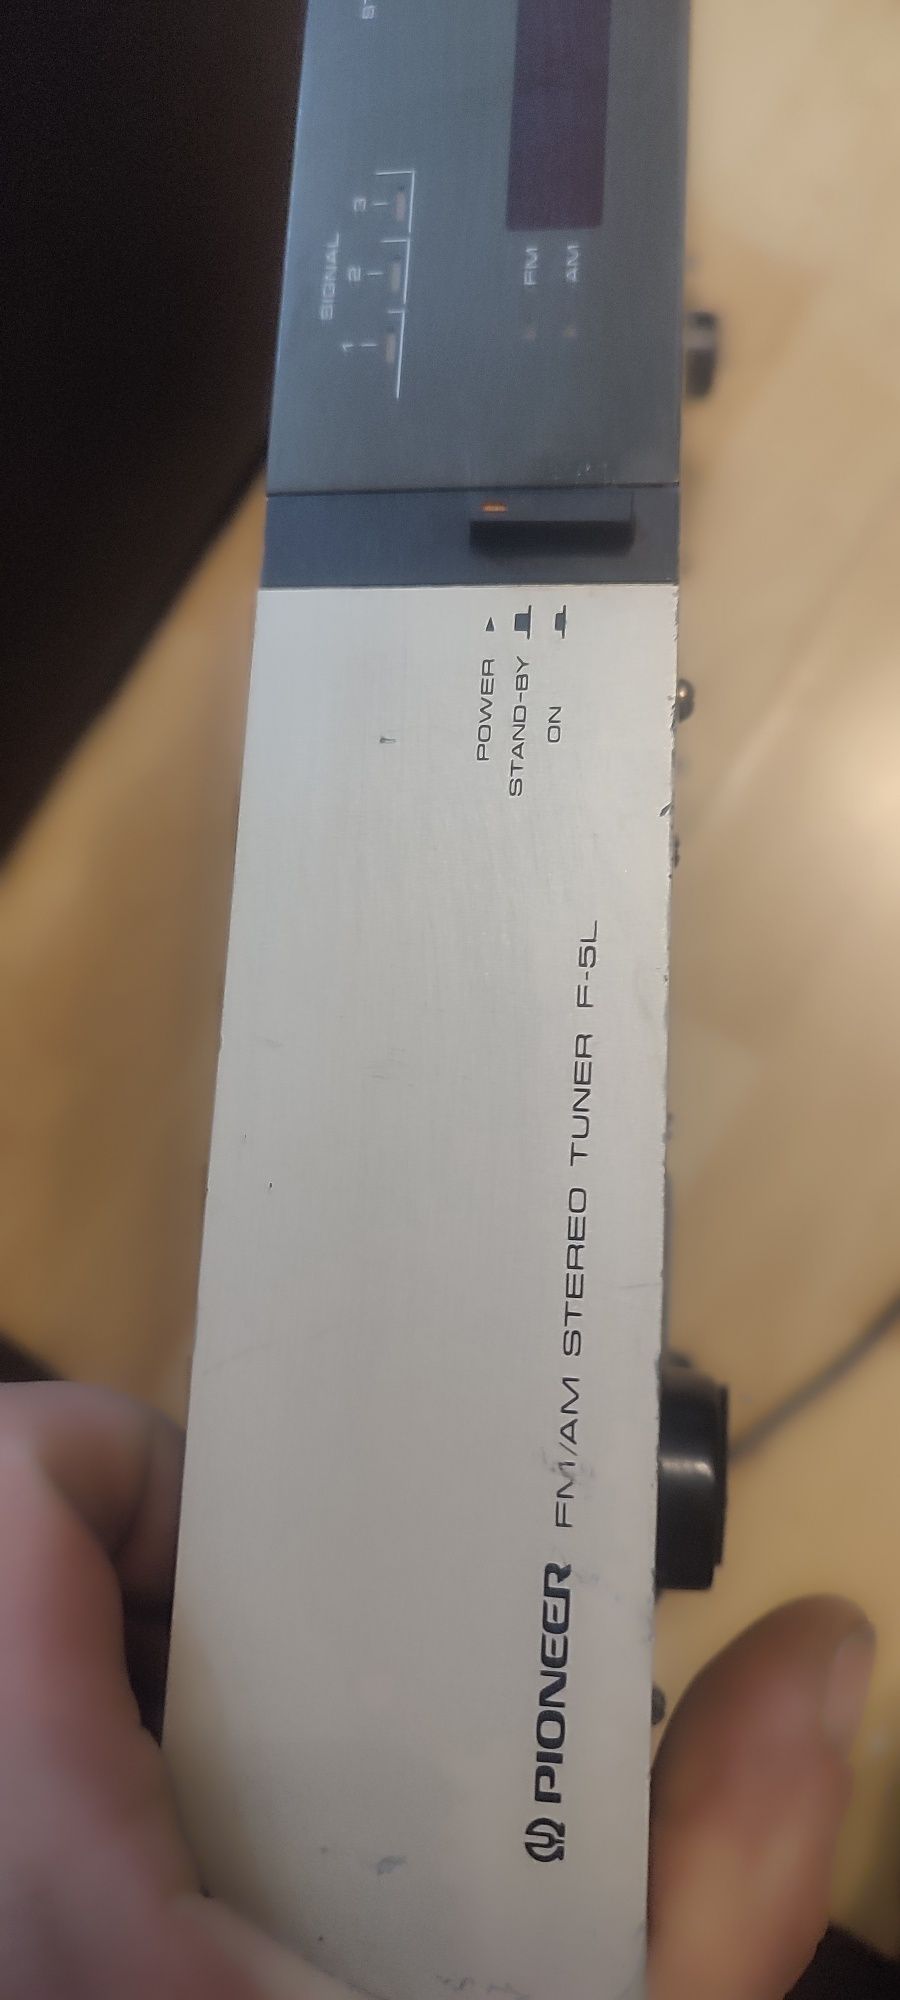 SIGNAL
1 2 3
FM
AM
POWER
STAND-BY
ON
PIONEER FM/AM STEREO TUNER F-5L